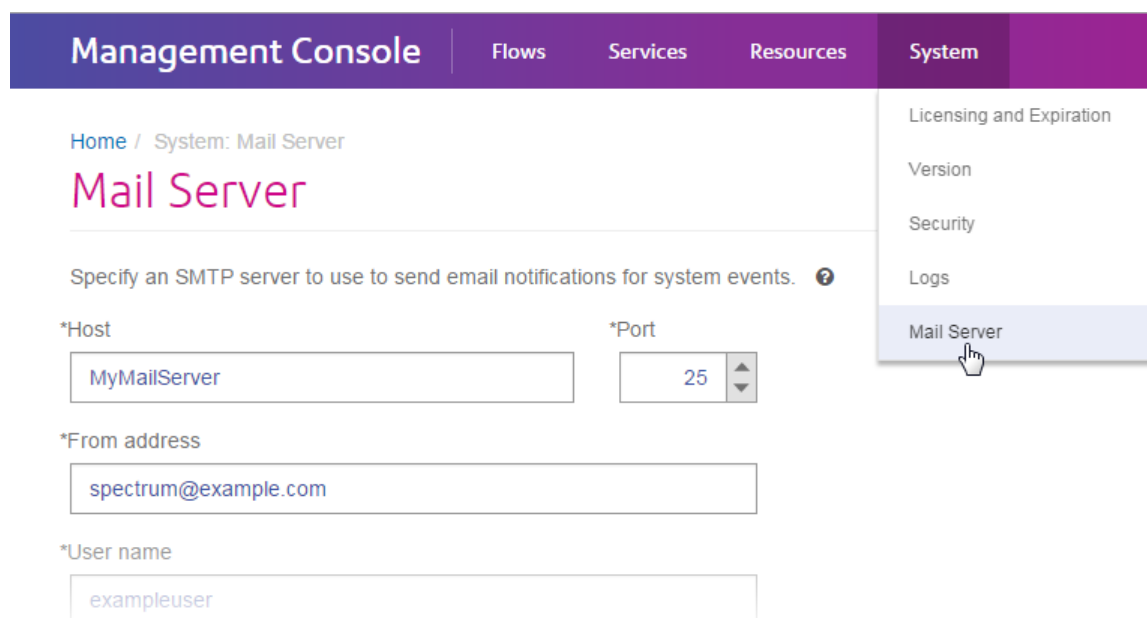 Management Console Flows Services Resources System
Licensing and Expiration
Version
Security
Logs
Mail Server
Home / System: Mail Server
Mail Server
Specify an SMTP server to use to send email notifications for system events. ?
*Host *Port
MyMailServer 25
*From address
spectrum@example.com
*User name
exampleuser